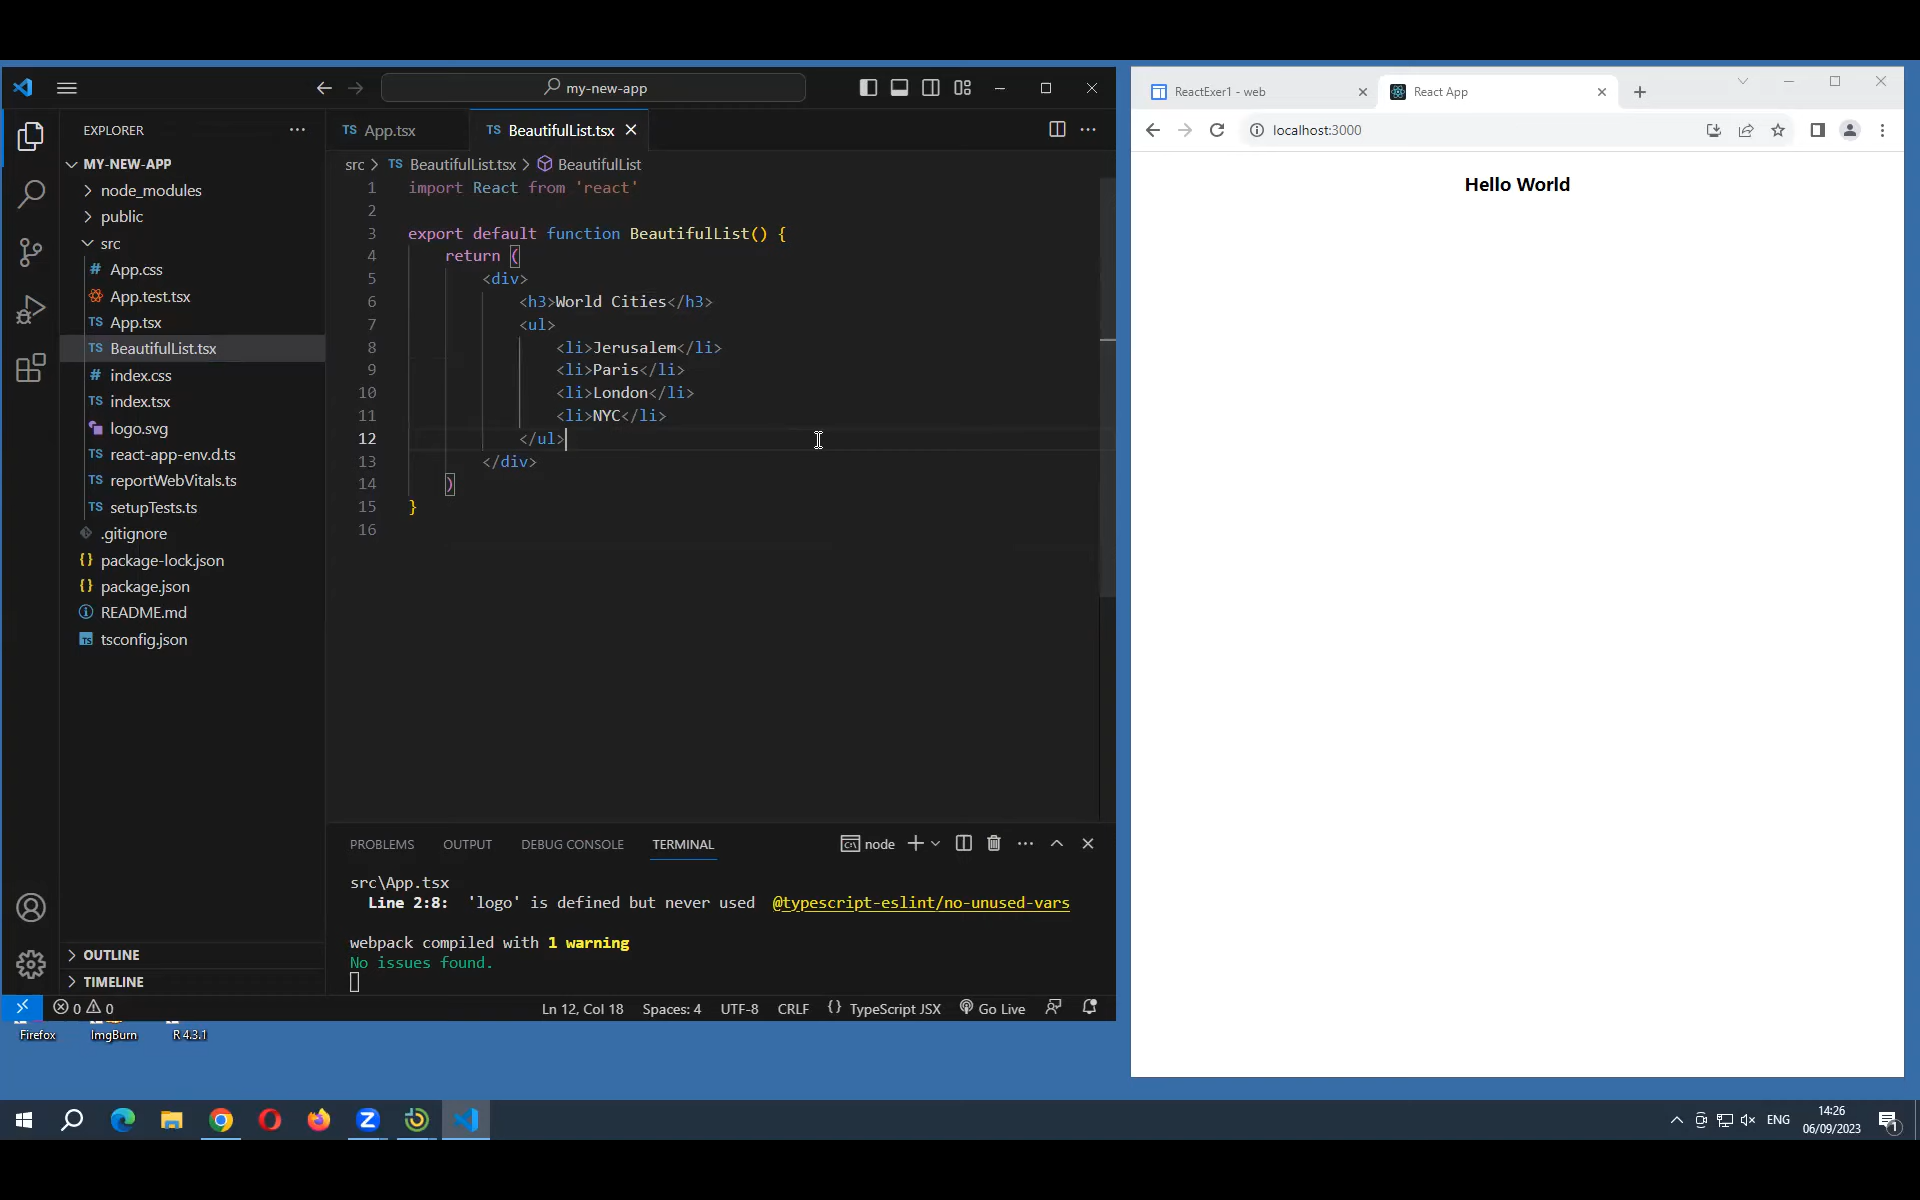 my-new-app
EXPLORER
MY-NEW-APP
node_modules
public
src
# App.css
App.test.tsx
TS App.tsx
TS BeautifulList.tsx
# index.css
TS index.tsx
logo.svg
TS react-app-env.d.ts
TS reportWebVitals.ts
TS setupTests.ts
.gitignore
{} package-lock.json
{} package.json
README.md
TS tsconfig.json
OUTLINE
TIMELINE
TS App.tsx
TS BeautifulList.tsx
src > TS BeautifulList.tsx > BeautifulList
1 import React from 'react'
2
3 export default function BeautifulList() {
4 return (
5 <div>
6 <h3>World Cities</h3>
7 <ul>
8 <li>Jerusalem</li>
9 <li>Paris</li>
10 <li>London</li>
11 <li>NYC</li>
12 </ul>
13 </div>
14 )
15 }
16
PROBLEMS OUTPUT DEBUG CONSOLE TERMINAL
node
src\App.tsx
Line 2:8: 'logo' is defined but never used @typescript-eslint/no-unused-vars
webpack compiled with 1 warning
No issues found.
0 0
Ln 12, Col 18 Spaces: 4 UTF-8 CRLF {} TypeScript JSX Go Live
ReactExer1 - web
React App
localhost:3000
Hello World
Firefox
ImgBurn
R 4.3.1
ENG
14:26
06/09/2023
1